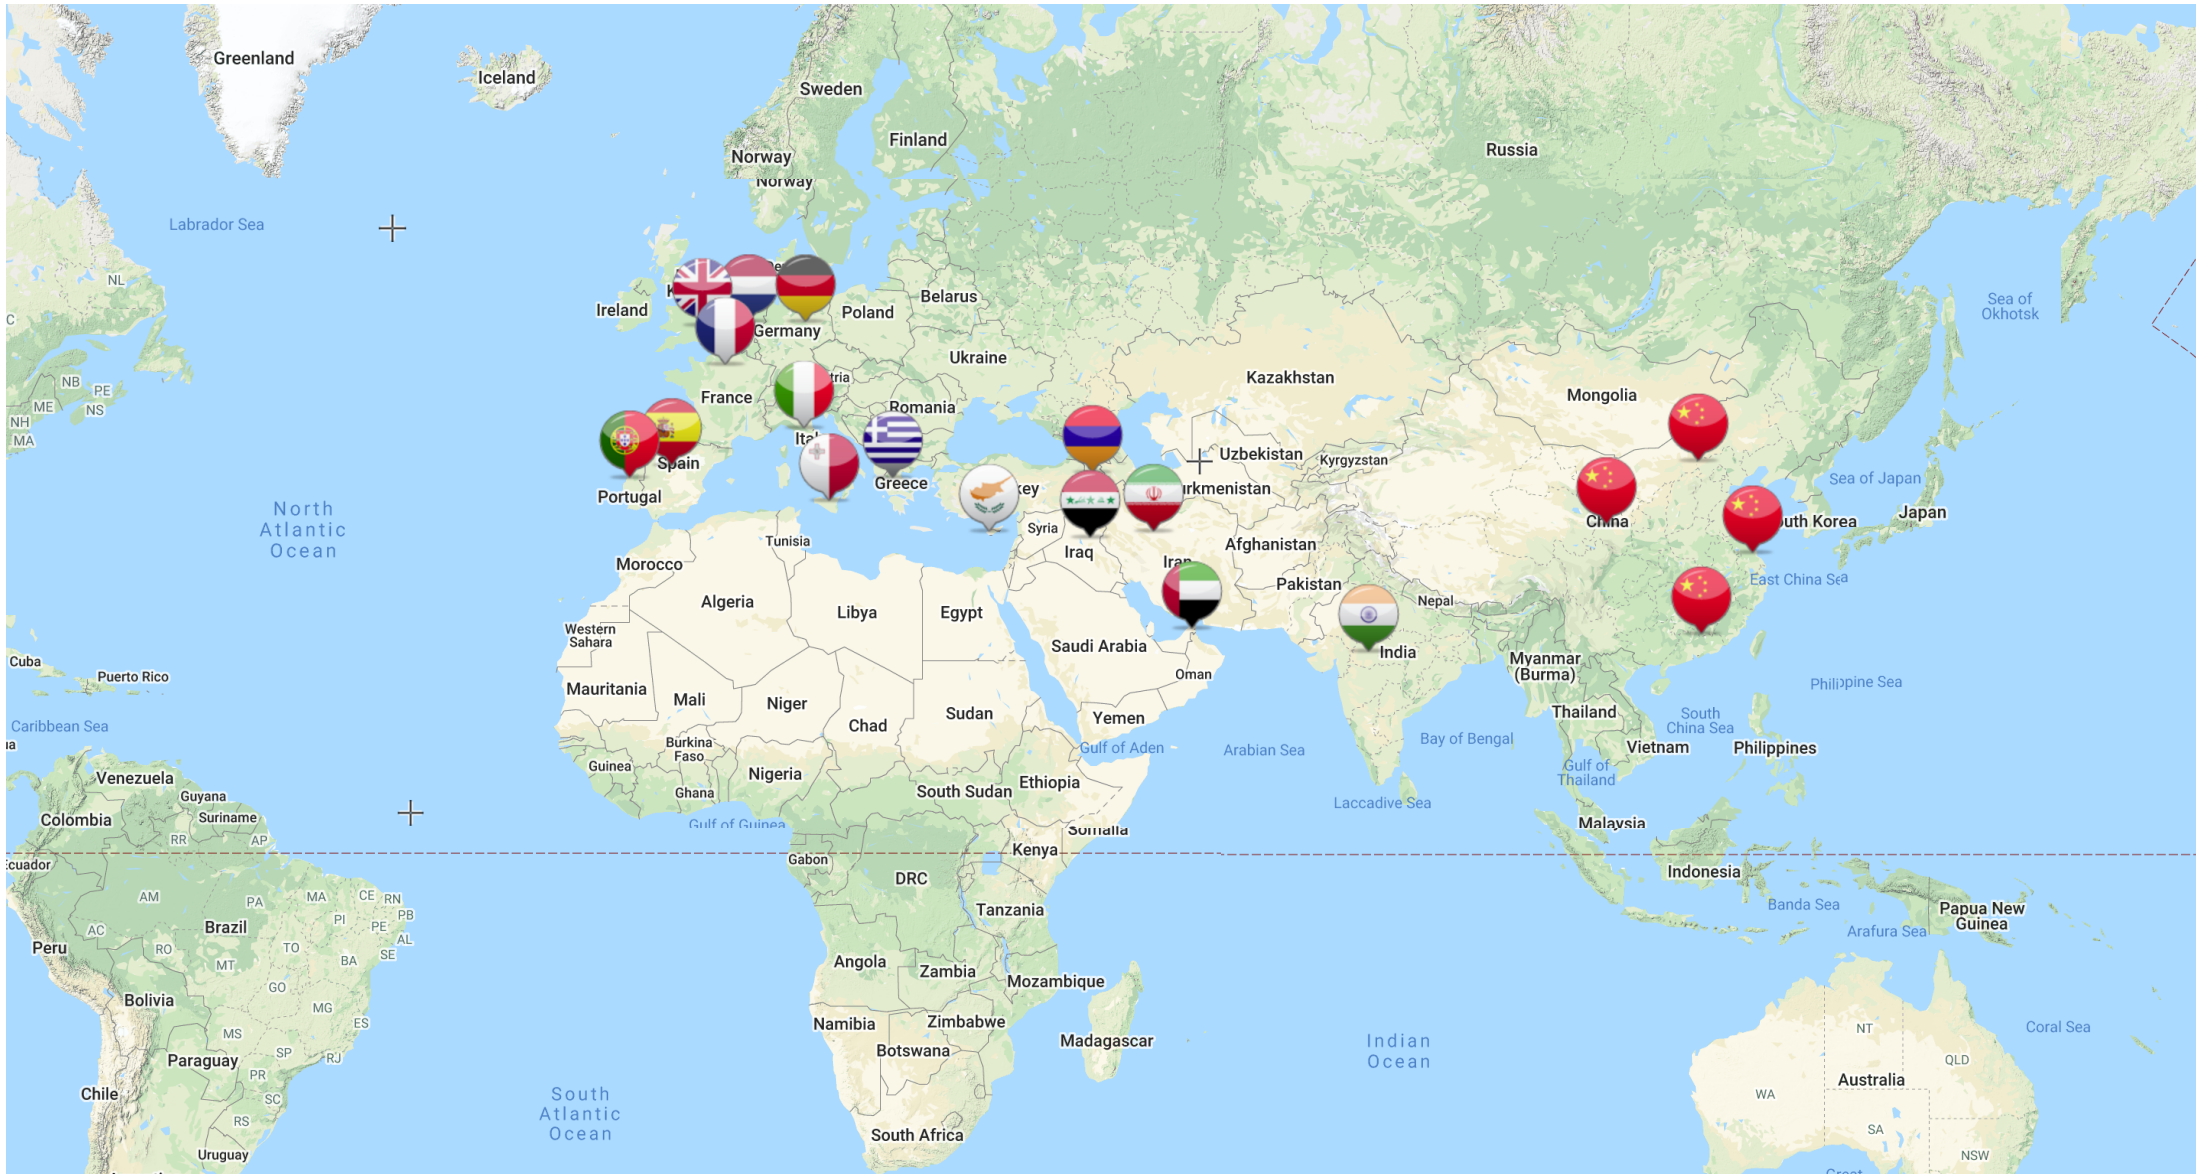 Greenland
Iceland
Sweden
Finland
Norway
Norway
Russia
Labrador Sea
NL
Ireland
Belarus
Poland
Germany
Ukraine
Sea of
Okhotsk
Kazakhstan
Mongolia
NB
PE
ME
NS
NH
MA
France
Romania
Uzbekistan
Kyrgyzstan
Spain
Portugal
Greece
Sea of Japan
Japan
China
North
Atlantic
Ocean
Tunisia
Syria
Iraq
Iran
Afghanistan
Morocco
Pakistan
Nepal
East China Sea
Algeria
Libya
Egypt
Western
Sahara
Saudi Arabia
India
Oman
Myanmar
(Burma)
Cuba
Puerto Rico
Mauritania
Mali
Niger
Chad
Sudan
Yemen
Thailand
Philippine Sea
South
China Sea
Caribbean Sea
Burkina
Faso
Gulf of Aden
Arabian Sea
Bay of Bengal
Vietnam
Philippines
Guinea
Nigeria
Ethiopia
South Sudan
Gulf of
Thailand
Venezuela
Guyana
Suriname
Colombia
Ghana
Gulf of Guinea
Laccadive Sea
Malaysia
Somalia
Kenya
RR
AP
Gabon
DRC
Indonesia
AM
PA
MA
CE
RN
PB
PI
PE
AL
SE
AC
RO
MT
TO
BA
Brazil
Peru
Tanzania
Banda Sea
Arafura Sea
Papua New
Guinea
Angola
Zambia
Mozambique
Bolivia
GO
MG
ES
MS
SP
RJ
PR
SC
RS
Paraguay
Chile
Uruguay
Namibia
Zimbabwe
Botswana
Madagascar
South Africa
South
Atlantic
Ocean
Indian
Ocean
Coral Sea
NT
QLD
WA
Australia
SA
NSW